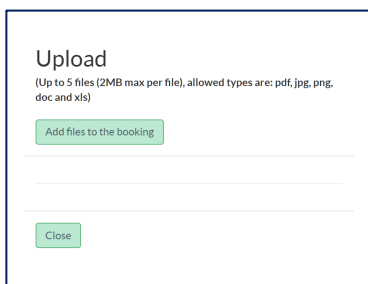 Upload
(Up to 5 files (2MB max per file), allowed types are: pdf, jpg, png,
doc and xls)
Add files to the booking
Close